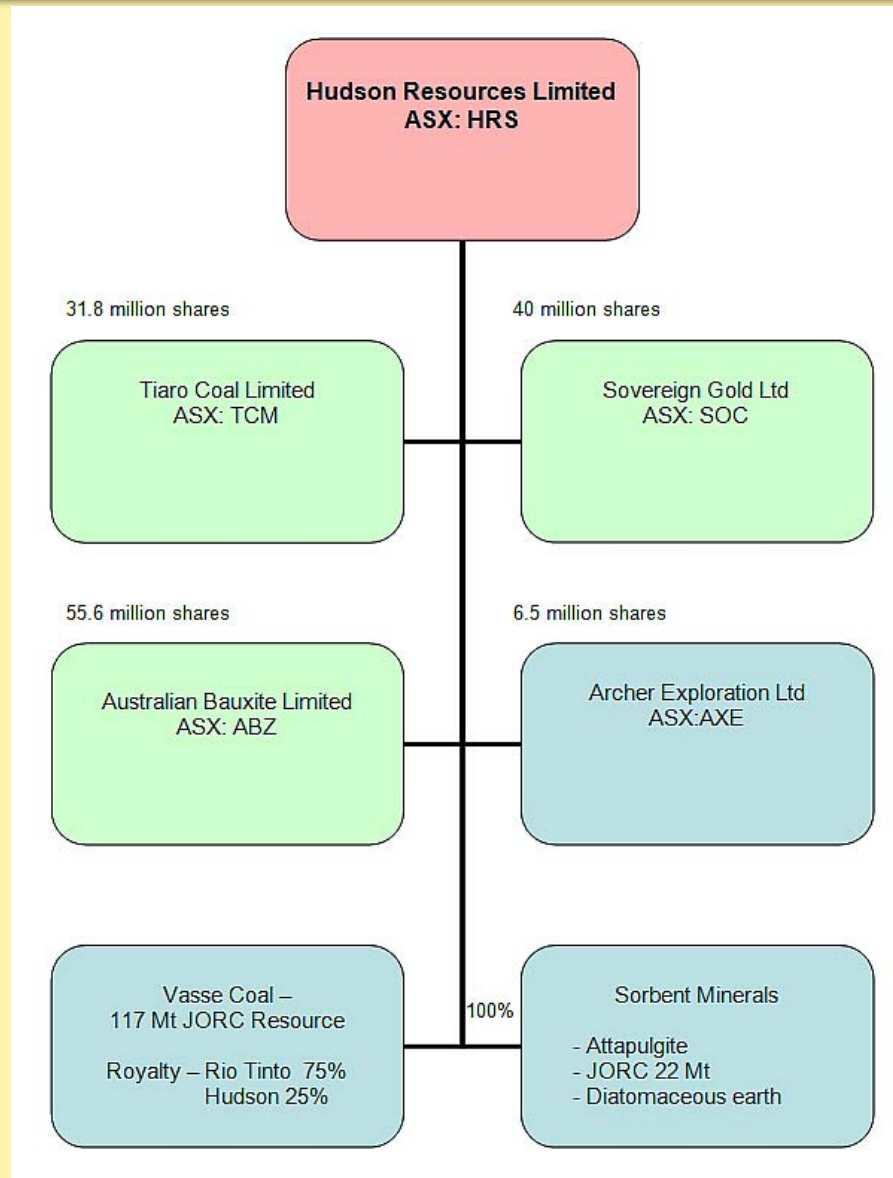 Hudson Resources Limited
ASX: HRS
31.8 million shares
40 million shares
Tiaro Coal Limited
ASX: TCM
Sovereign Gold Ltd
ASX: SOC
55.6 million shares
6.5 million shares
Australian Bauxite Limited
ASX: ABZ
Archer Exploration Ltd
ASX:AXE
Vasse Coal –
117 Mt JORC Resource
Royalty – Rio Tinto 75%
Hudson 25%
100%
Sorbent Minerals
- Attapulgite
- JORC 22 Mt
- Diatomaceous earth